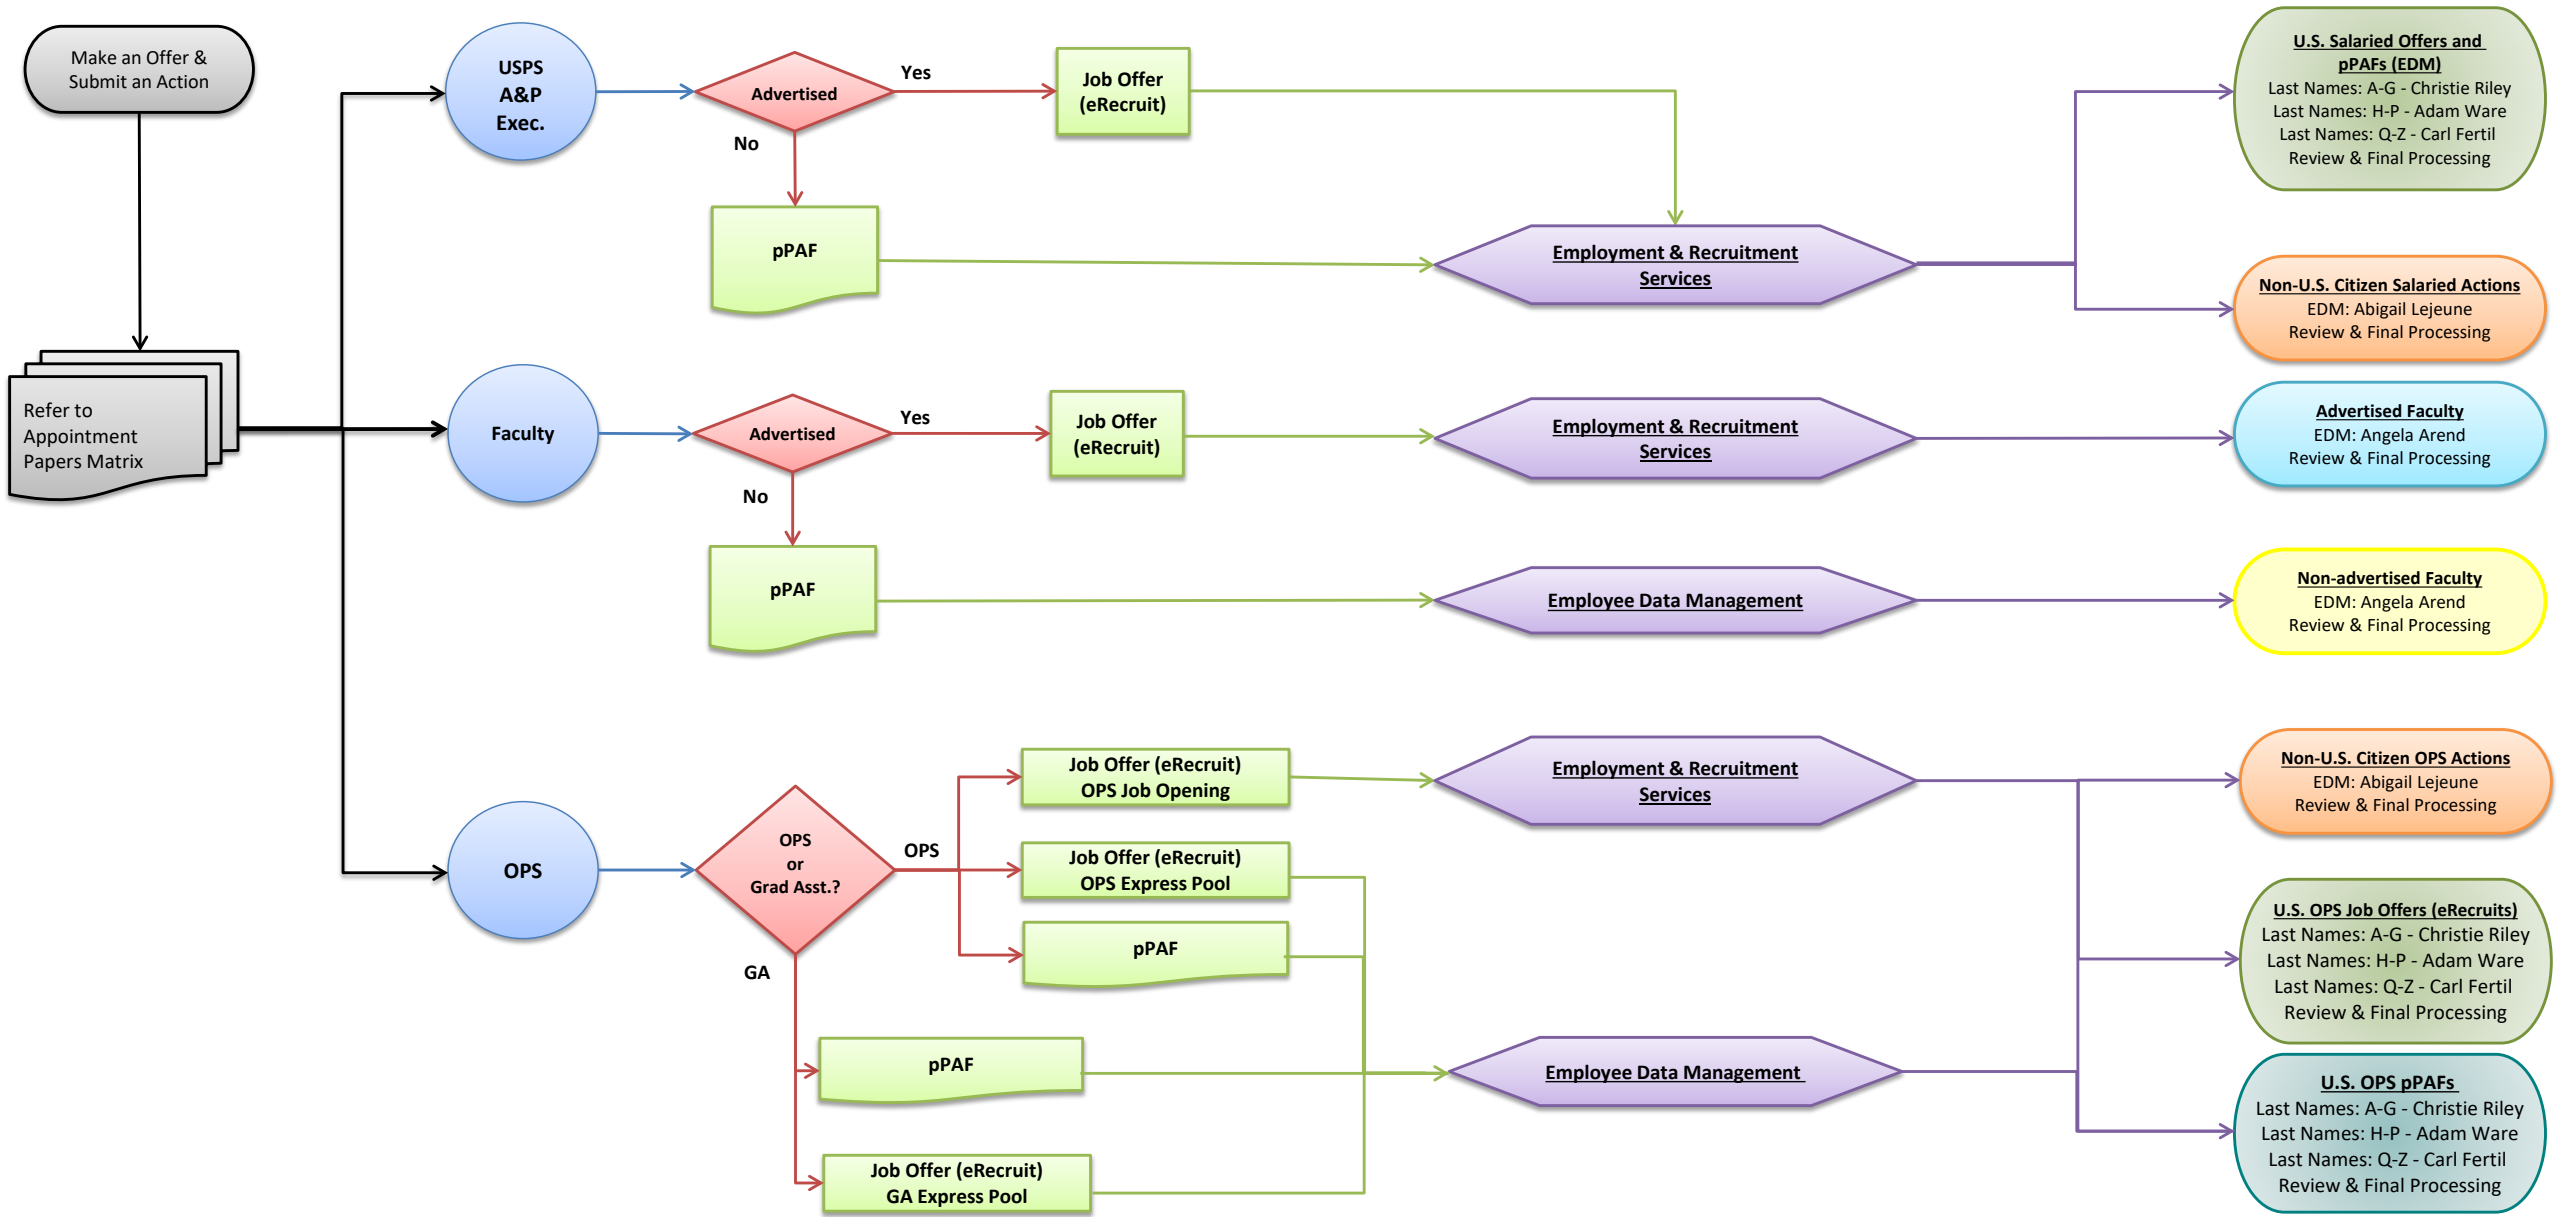 Make an Offer &
Submit an Action
Refer to
Appointment
Papers Matrix
USPS
A&P
Exec.
Advertised
Yes
No
Job Offer
(eRecruit)
pPAF
Employment & Recruitment
Services
U.S. Salaried Offers and
pPAFs (EDM)
Last Names: A-G - Christie Riley
Last Names: H-P - Adam Ware
Last Names: Q-Z - Carl Fertil
Review & Final Processing
Non-U.S. Citizen Salaried Actions
EDM: Abigail Lejeune
Review & Final Processing
Faculty
Advertised
Yes
No
Job Offer
(eRecruit)
pPAF
Employment & Recruitment
Services
Advertised Faculty
EDM: Angela Arend
Review & Final Processing
Employee Data Management
Non-advertised Faculty
EDM: Angela Arend
Review & Final Processing
OPS
OPS
or
Grad Asst.?
OPS
GA
Job Offer (eRecruit)
OPS Job Opening
Job Offer (eRecruit)
OPS Express Pool
pPAF
pPAF
Job Offer (eRecruit)
GA Express Pool
Employment & Recruitment
Services
Employee Data Management
Non-U.S. Citizen OPS Actions
EDM: Abigail Lejeune
Review & Final Processing
U.S. OPS Job Offers (eRecruits)
Last Names: A-G - Christie Riley
Last Names: H-P - Adam Ware
Last Names: Q-Z - Carl Fertil
Review & Final Processing
U.S. OPS pPAFs
Last Names: A-G - Christie Riley
Last Names: H-P - Adam Ware
Last Names: Q-Z - Carl Fertil
Review & Final Processing